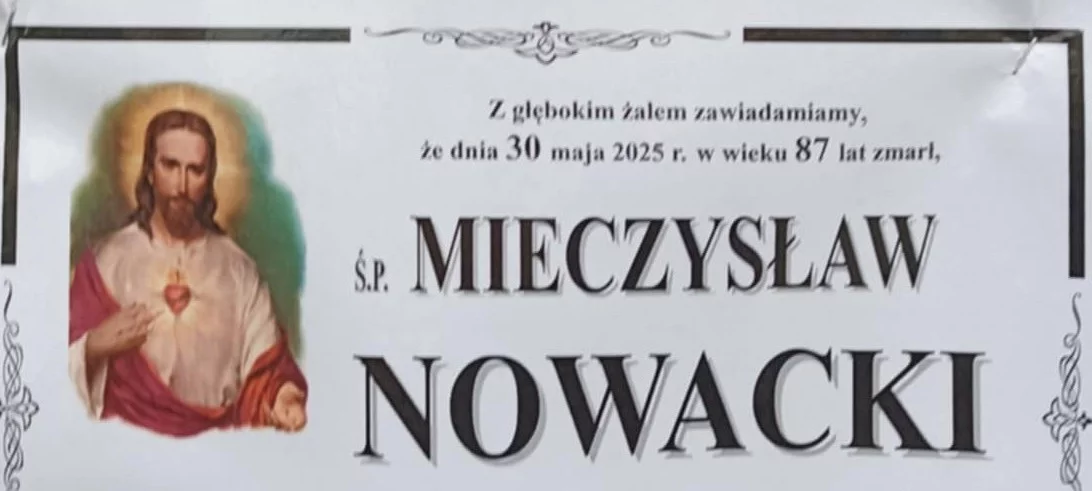 Z głębokim żalem zawiadamiamy,
że dnia 30 maja 2025 r. w wieku 87 lat zmarł,
Ś.P. MIECZYSŁAW
NOWACKI